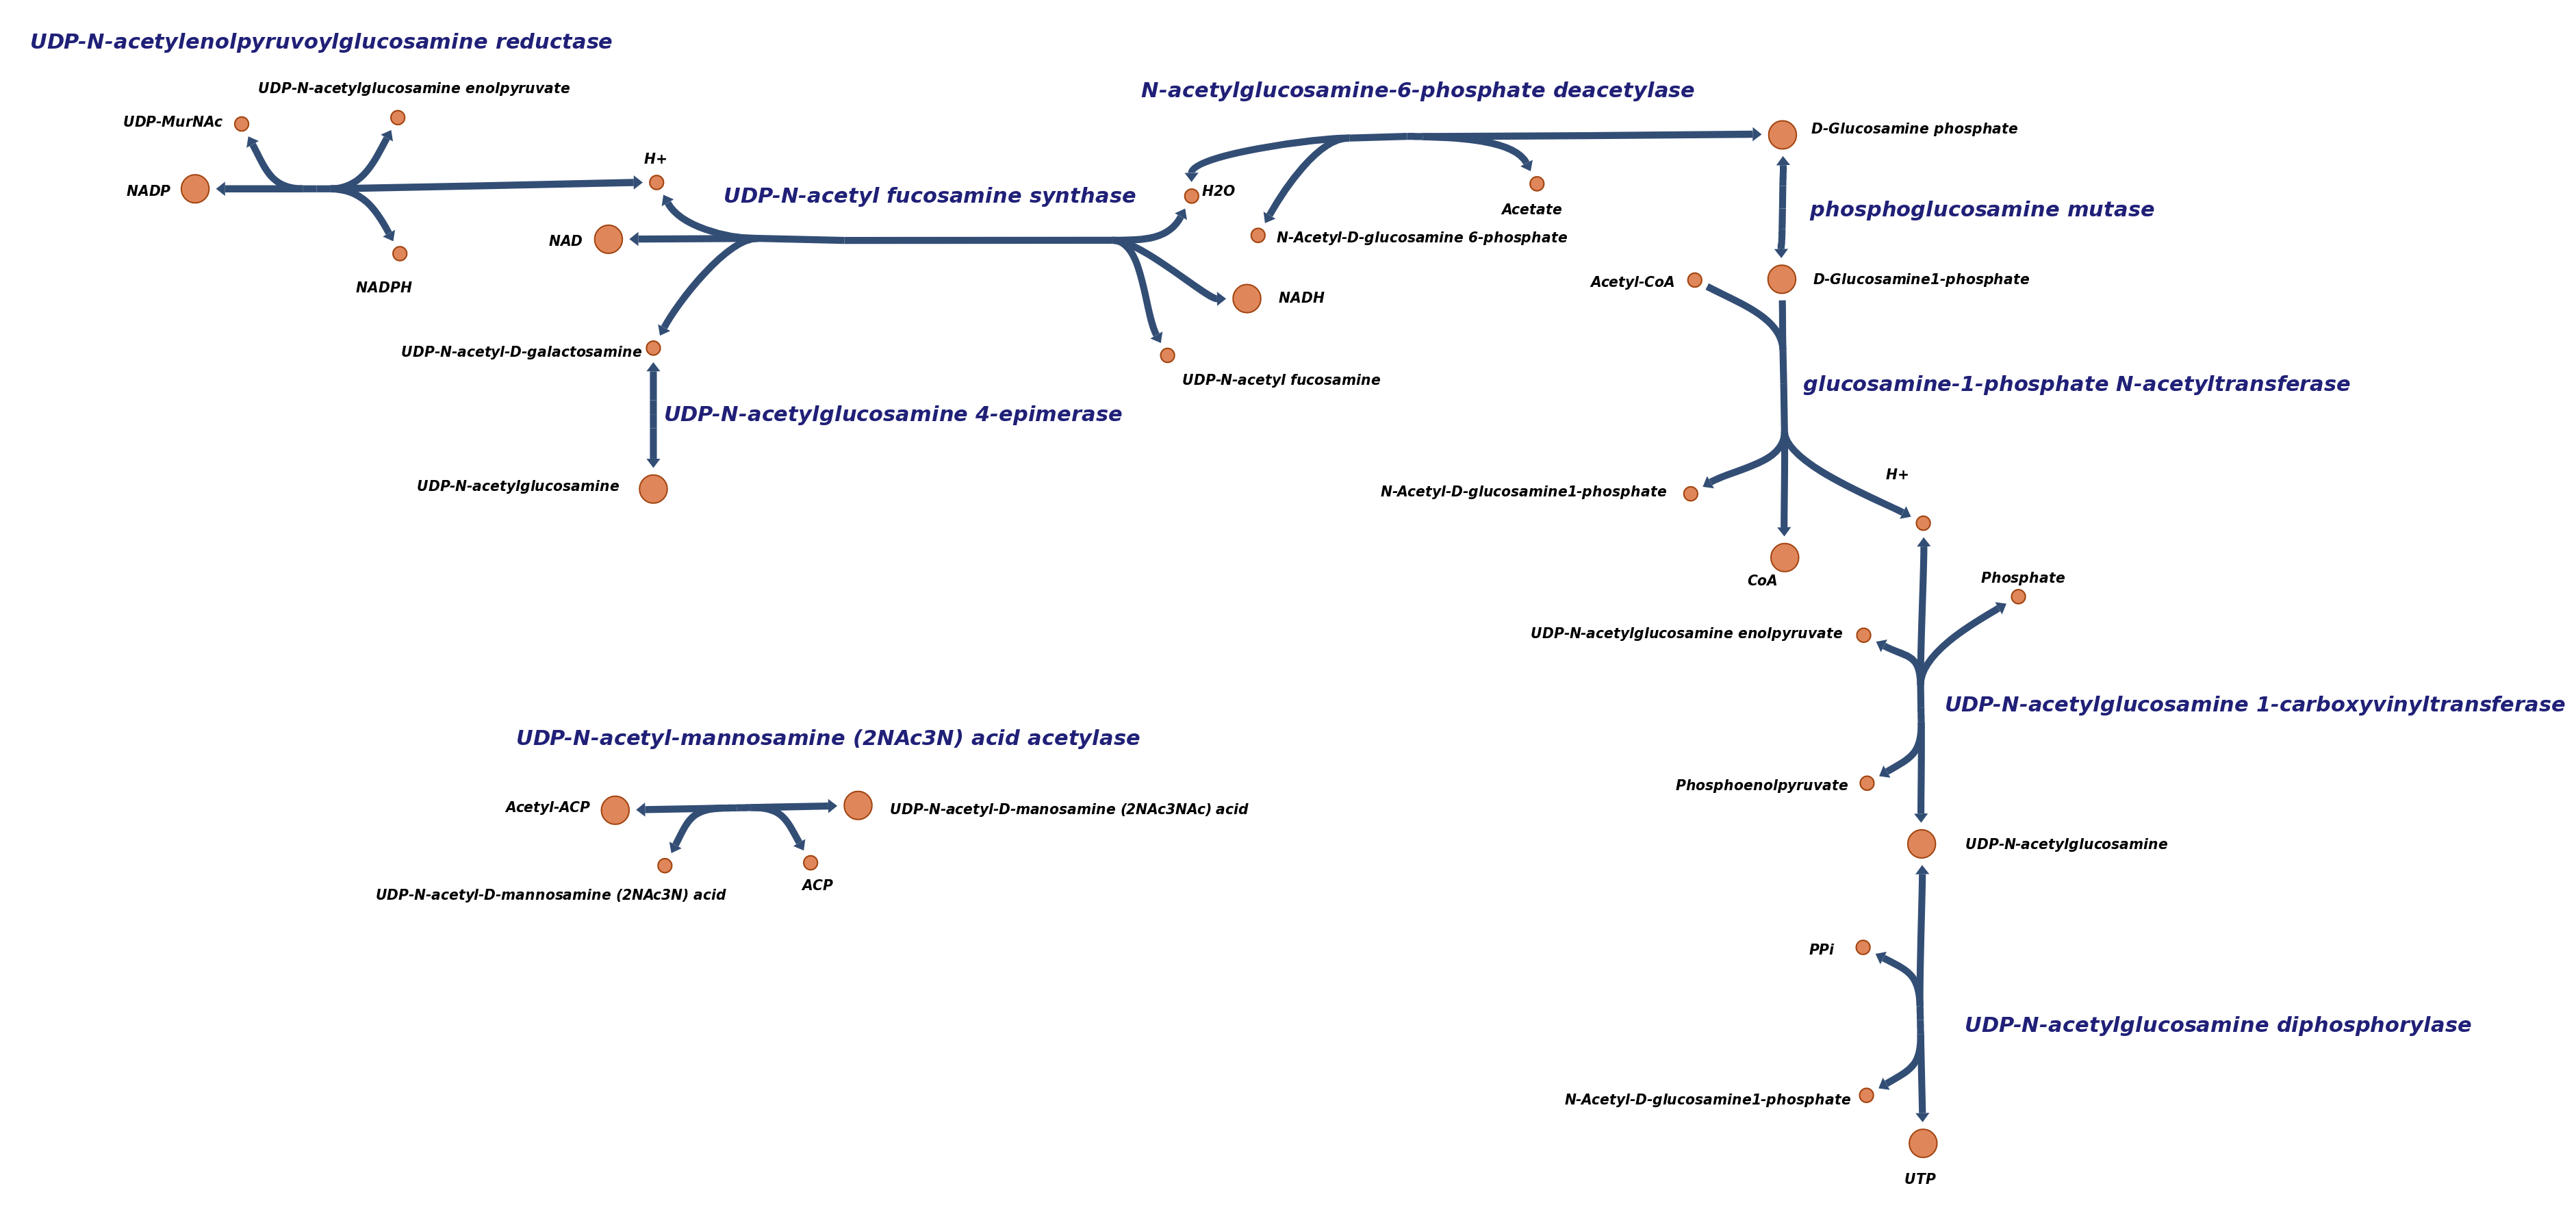 UDP-N-acetylenolpyruvoylglucosamine reductase
UDP-N-acetylglucosamine enolpyruvate
UDP-MurNAc
NADP
NADPH
H+
NAD
UDP-N-acetyl fucosamine synthase
N-acetylglucosamine-6-phosphate deacetylase
H2O
Acetate
N-Acetyl-D-glucosamine 6-phosphate
NADH
UDP-N-acetyl fucosamine
UDP-N-acetyl-D-galactosamine
UDP-N-acetylglucosamine 4-epimerase
UDP-N-acetylglucosamine
D-Glucosamine phosphate
phosphoglucosamine mutase
Acetyl-CoA
D-Glucosamine1-phosphate
glucosamine-1-phosphate N-acetyltransferase
H+
N-Acetyl-D-glucosamine1-phosphate
CoA
Phosphate
UDP-N-acetylglucosamine enolpyruvate
UDP-N-acetylglucosamine 1-carboxyvinyltransferase
Phosphoenolpyruvate
UDP-N-acetylglucosamine
UDP-N-acetyl-mannosamine (2NAc3N) acid acetylase
Acetyl-ACP
UDP-N-acetyl-D-manosamine (2NAc3NAc) acid
ACP
UDP-N-acetyl-D-mannosamine (2NAc3N) acid
PPi
UDP-N-acetylglucosamine diphosphorylase
N-Acetyl-D-glucosamine1-phosphate
UTP